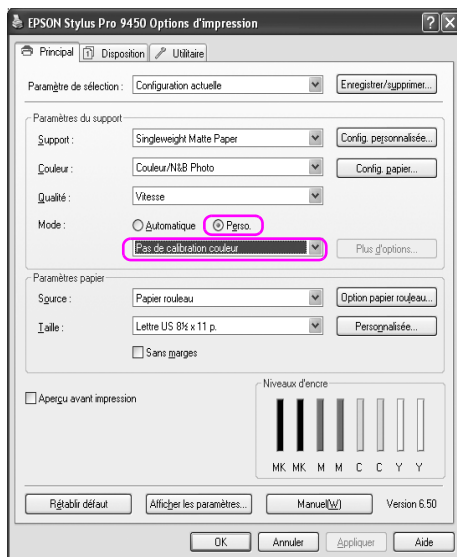 EPSON Stylus Pro 9450 Options d'impression
Principal Disposition Utilitaire
Paramètre de sélection : Configuration actuelle Enregistrer/supprimer...
Paramètres du support
Support : Singleweight Matte Paper Config. personnalisée...
Couleur : Couleur/N&B Photo Config. papier...
Qualité : Vitesse
Mode : Automatique Perso.
Pas de calibration couleur Plus d'options...
Paramètres papier
Source : Papier rouleau Option papier rouleau...
Taille : Lettre US 8½ x 11 p. Personnalisée...
Sans marges
Aperçu avant impression
Niveaux d'encre
MK MK M M C C Y Y
Rétablir défaut Afficher les paramètres... Manuel(W) Version 6.50
OK Annuler Appliquer Aide